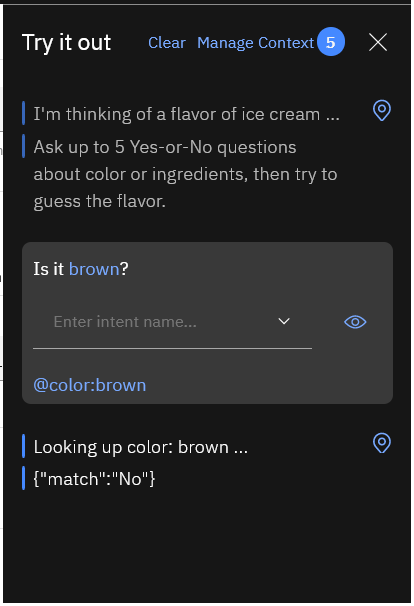 Try it out Clear Manage Context 5
I'm thinking of a flavor of ice cream ...
Ask up to 5 Yes-or-No questions
about color or ingredients, then try to
guess the flavor.
Is it brown?
Enter intent name...
@color:brown
Looking up color: brown ...
{"match":"No"}